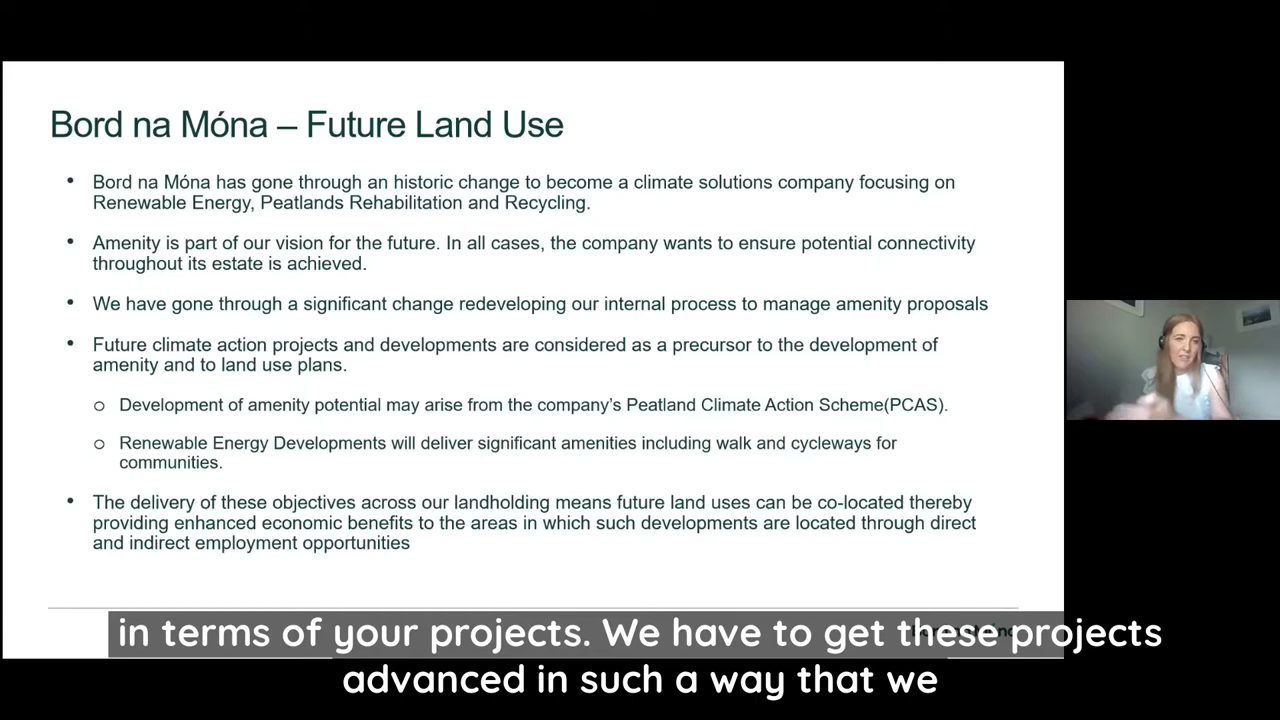 Bord na Móna – Future Land Use
• Bord na Móna has gone through an historic change to become a climate solutions company focusing on
Renewable Energy, Peatlands Rehabilitation and Recycling.
• Amenity is part of our vision for the future. In all cases, the company wants to ensure potential connectivity
throughout its estate is achieved.
• We have gone through a significant change redeveloping our internal process to manage amenity proposals
• Future climate action projects and developments are considered as a precursor to the development of
amenity and to land use plans.
o Development of amenity potential may arise from the company’s Peatland Climate Action Scheme(PCAS).
o Renewable Energy Developments will deliver significant amenities including walk and cycleways for
communities.
• The delivery of these objectives across our landholding means future land uses can be co-located thereby
providing enhanced economic benefits to the areas in which such developments are located through direct
and indirect employment opportunities
in terms of your projects. We have to get these projects
advanced in such a way that we